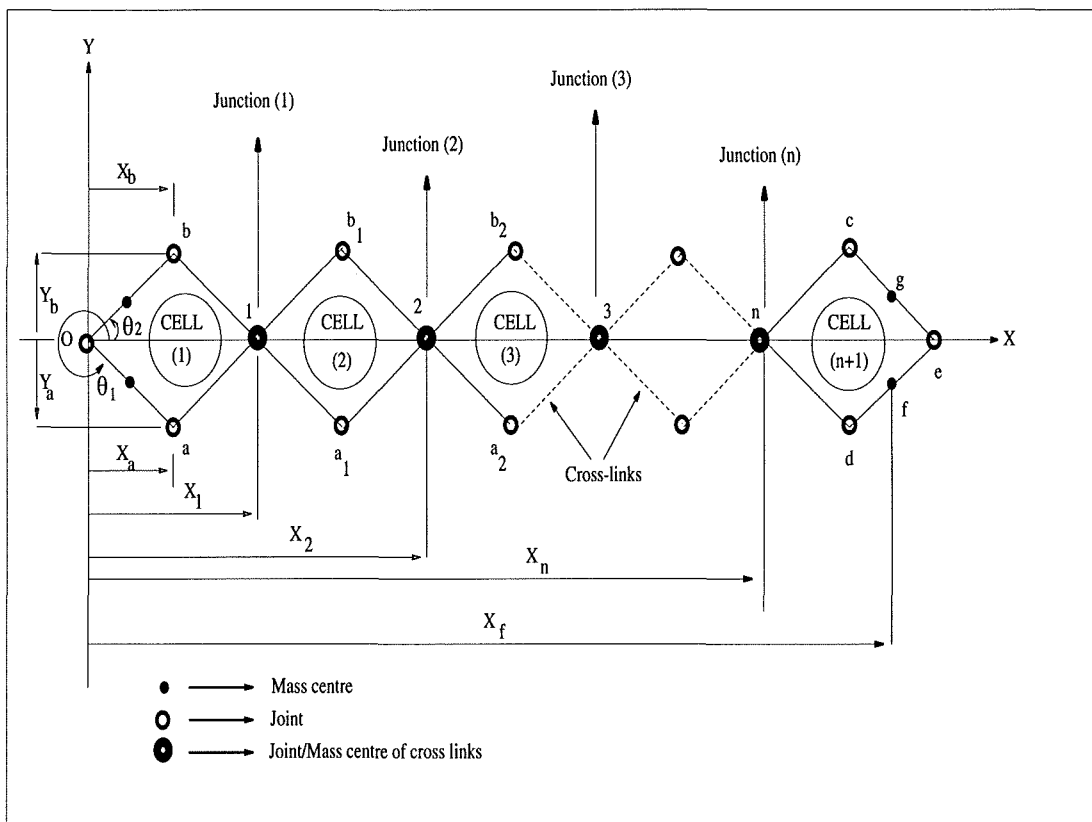 Y
Junction (1)
Junction (2)
Junction (3)
Junction (n)
X_b
b
b_1
b_2
c
g
Y_b
θ_2
CELL
(1)
1
CELL
(2)
2
CELL
(3)
3
n
CELL
(n+1)
X
O
e
Y_a
θ_1
f
a
a_1
a_2
d
X_a
Cross-links
X_1
X_2
X_n
X_f
Mass centre
Joint
Joint/Mass centre of cross links